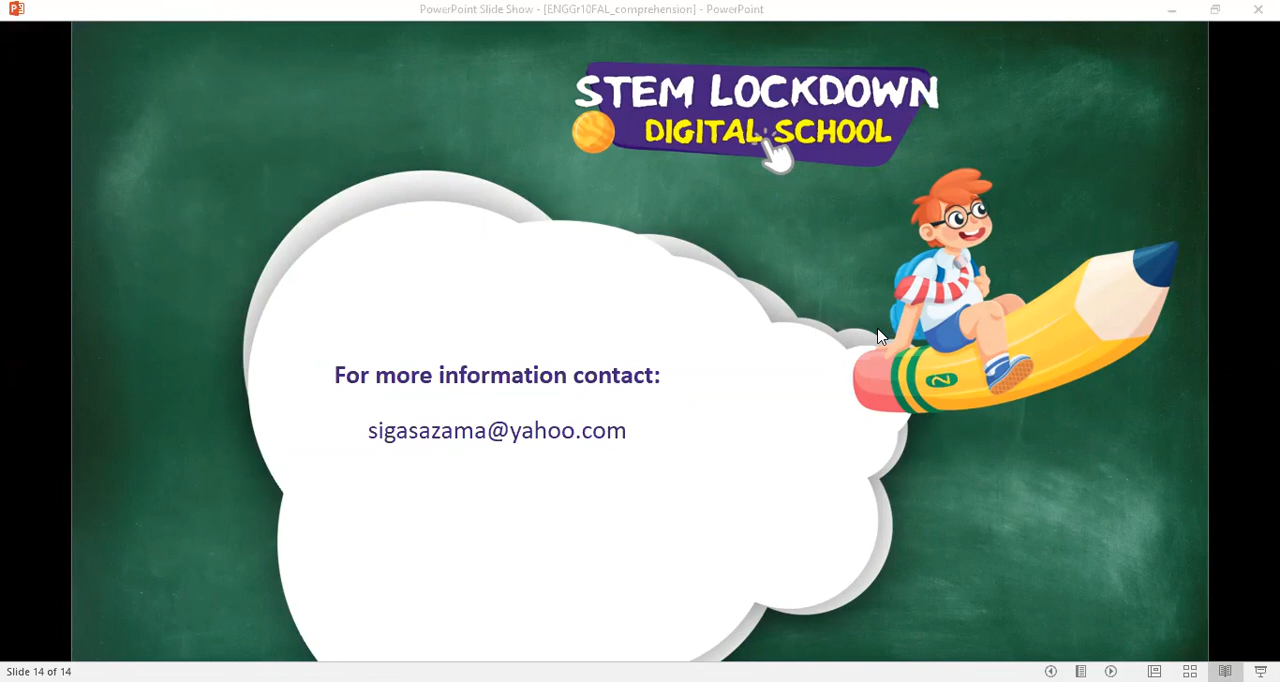 PowerPoint Slide Show - [ENGGr10FAL_comprehension] - PowerPoint
STEM LOCKDOWN
DIGITAL SCHOOL
2
For more information contact:
sigasazama@yahoo.com
Slide 14 of 14